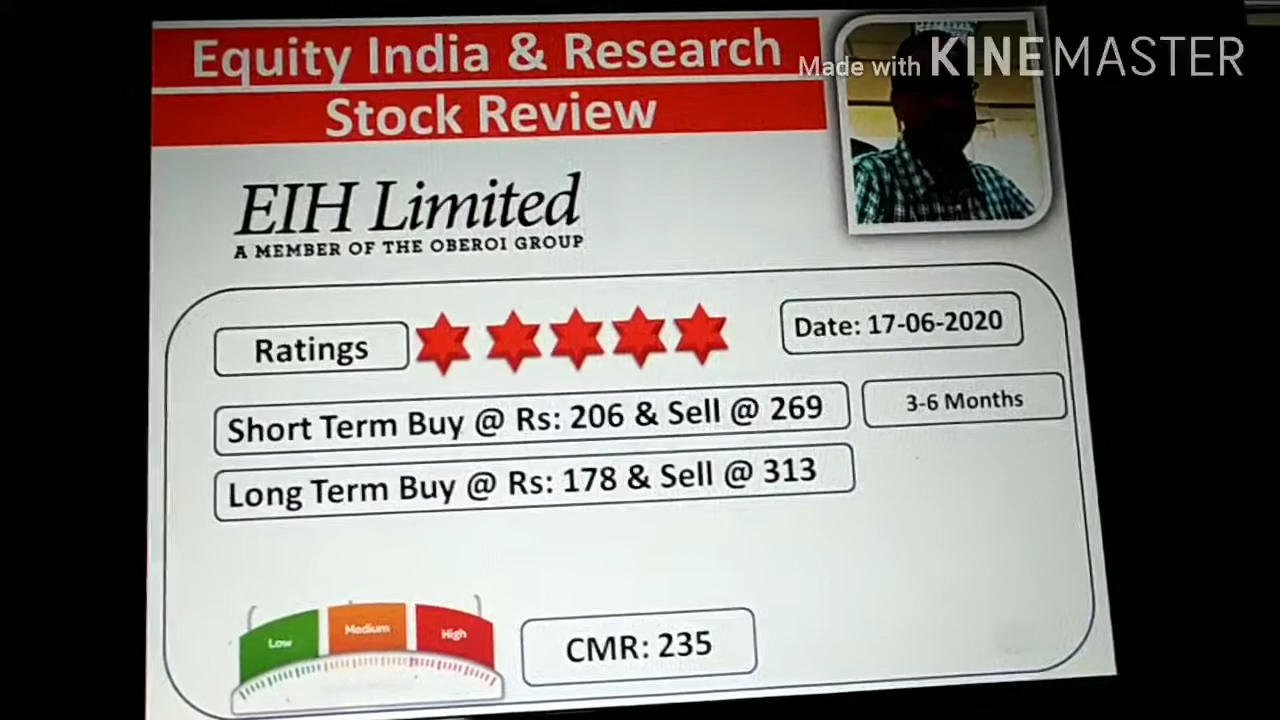 Equity India & Research
Made with KINEMASTER
Stock Review
EIH Limited
A MEMBER OF THE OBEROI GROUP
Ratings
Date: 17-06-2020
Short Term Buy @ Rs: 206 & Sell @ 269
3-6 Months
Long Term Buy @ Rs: 178 & Sell @ 313
Low
Medium
High
CMR: 235